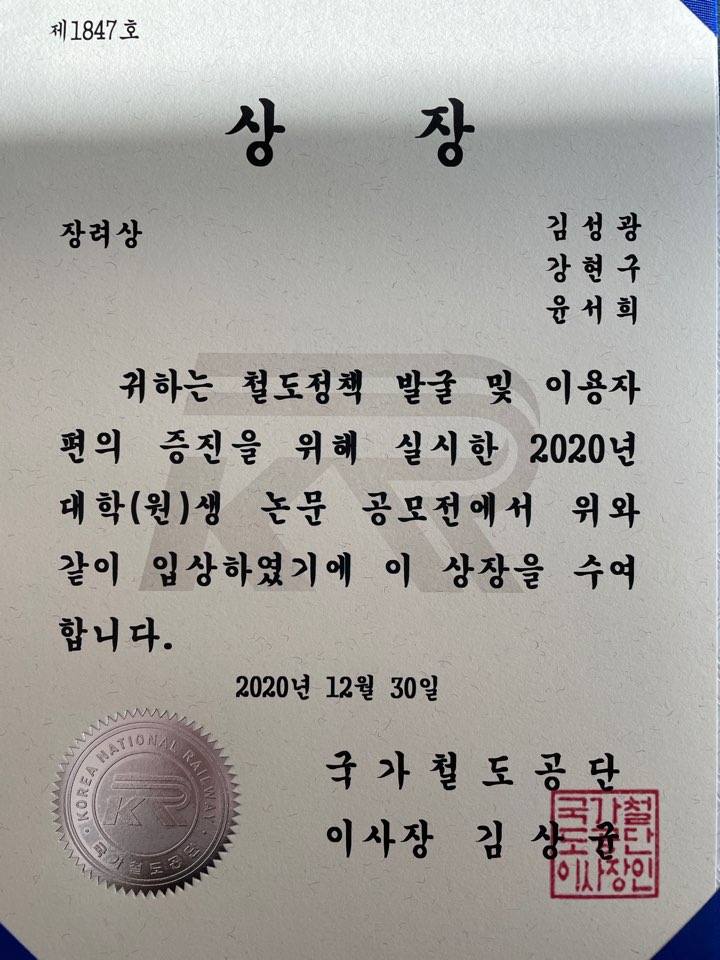 제1847호
상 장
장려상
김성광
강현구
윤서희
귀하는 철도정책 발굴 및 이용자
편의 증진을 위해 실시한 2020년
대학(원)생 논문 공모전에서 위와
같이 입상하였기에 이 상장을 수여
합니다.
2020년 12월 30일
국가철도공단
이사장 김상균
KR
KOREA NATIONAL RAILWAY
KR
국가철도공단
국가철
도공단
이사장인